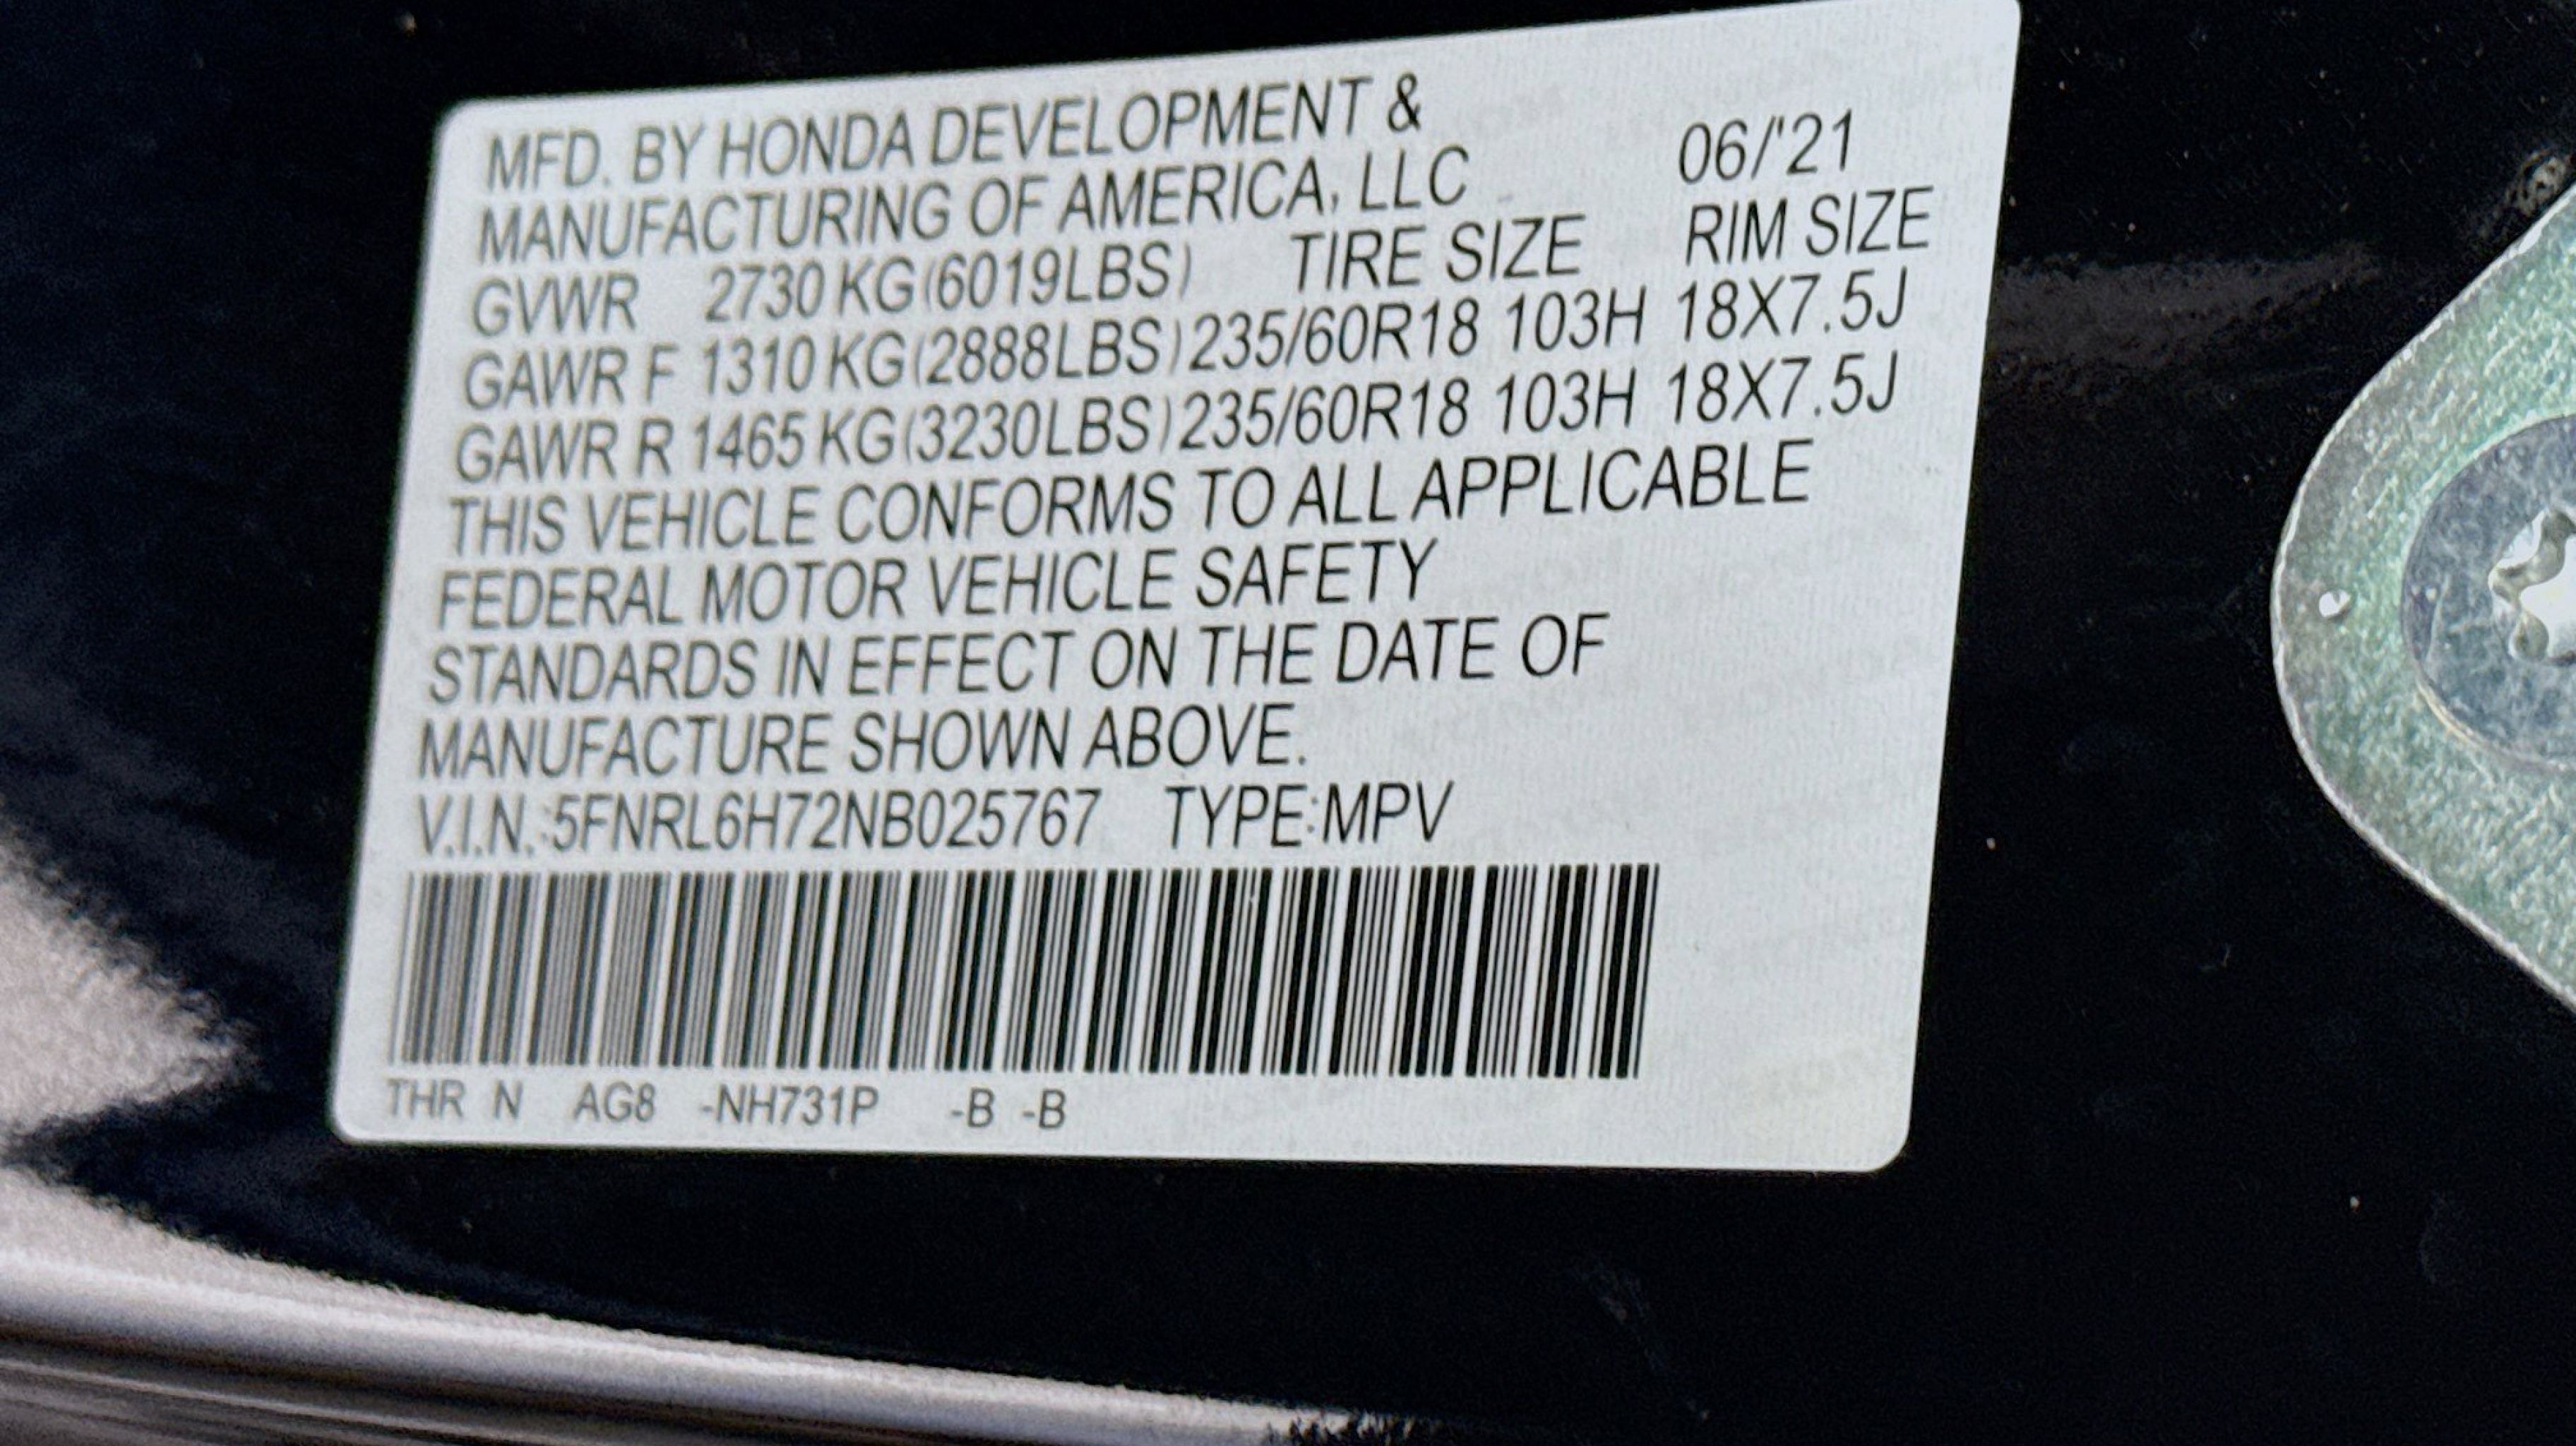 MFD. BY HONDA DEVELOPMENT &
MANUFACTURING OF AMERICA, LLC 06/'21
GVWR 2730 KG(6019LBS) TIRE SIZE RIM SIZE
GAWR F 1310 KG(2888LBS)235/60R18 103H 18X7.5J
GAWR R 1465 KG(3230LBS)235/60R18 103H 18X7.5J
THIS VEHICLE CONFORMS TO ALL APPLICABLE
FEDERAL MOTOR VEHICLE SAFETY
STANDARDS IN EFFECT ON THE DATE OF
MANUFACTURE SHOWN ABOVE.
V.I.N.:5FNRL6H72NB025767 TYPE:MPV
THR N AG8 -NH731P -B -B